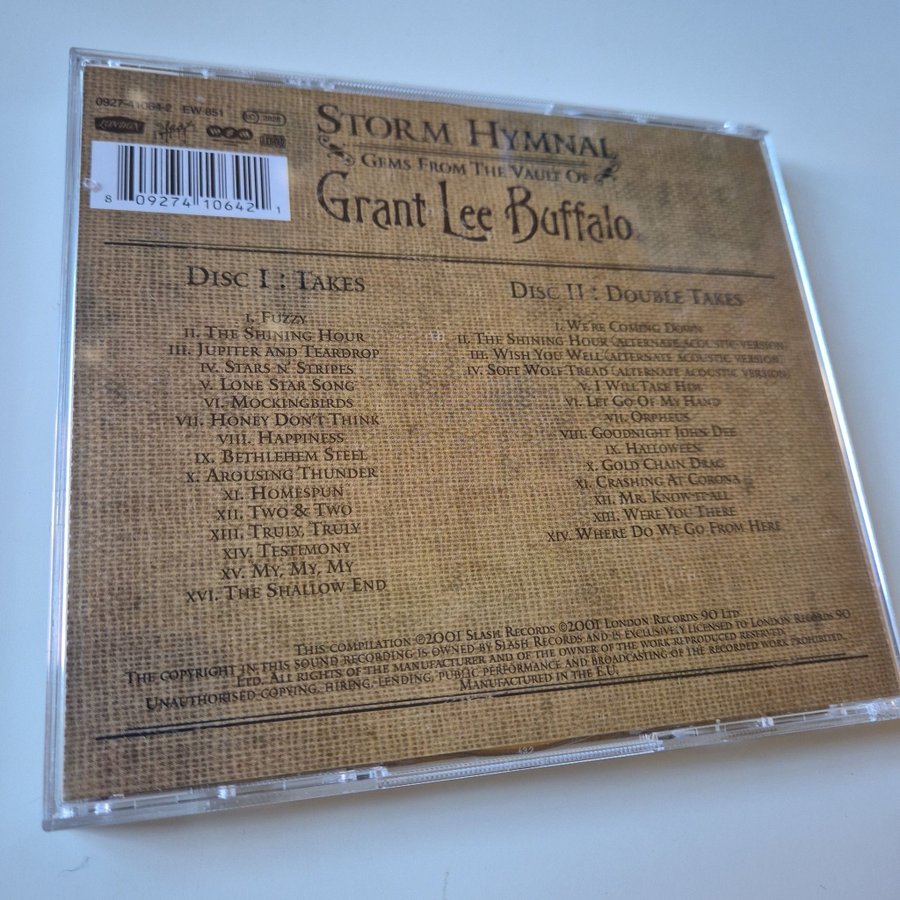 0927-41064-2 EW 851
LONDON
8 09274 10642 1
STORM HYMNAL
GEMS FROM THE VAULT OF
Grant Lee Buffalo
DISC I : TAKES
I. FUZZY
II. THE SHINING HOUR
III. JUPITER AND TEARDROP
IV. STARS N' STRIPES
V. LONE STAR SONG
VI. MOCKINGBIRDS
VII. HONEY DON'T THINK
VIII. HAPPINESS
IX. BETHLEHEM STEEL
X. AROUSING THUNDER
XI. HOMESPUN
XII. TWO & TWO
XIII. TRULY, TRULY
XIV. TESTIMONY
XV. MY, MY, MY
XVI. THE SHALLOW END
DISC II : DOUBLE TAKES
I. WE'RE COMING DOWN
II. THE SHINING HOUR (ALTERNATE ACOUSTIC VERSION)
III. WISH YOU WELL (ALTERNATE ACOUSTIC VERSION)
IV. SOFT WOLF TREAD (ALTERNATE ACOUSTIC VERSION)
V. I WILL TAKE HIM
VI. LET GO OF MY HAND
VII. ORPHEUS
VIII. GOODNIGHT JOHN DEE
IX. HALLOWEEN
X. GOLD CHAIN DRAG
XI. CRASHING AT CORONA
XII. MR. KNOW-IT-ALL
XIII. WERE YOU THERE
XIV. WHERE DO WE GO FROM HERE
THIS COMPILATION ©2001 SLASH RECORDS ©2001 LONDON RECORDS 90 LTD.
THE COPYRIGHT IN THIS SOUND RECORDING IS OWNED BY SLASH RECORDS AND IS EXCLUSIVELY LICENSED TO LONDON RECORDS 90
LTD. ALL RIGHTS OF THE MANUFACTURER AND OF THE OWNER OF THE WORK REPRODUCED RESERVED.
UNAUTHORISED COPYING, HIRING, LENDING, PUBLIC PERFORMANCE AND BROADCASTING OF THE RECORDED WORK PROHIBITED.
MANUFACTURED IN THE E.U.